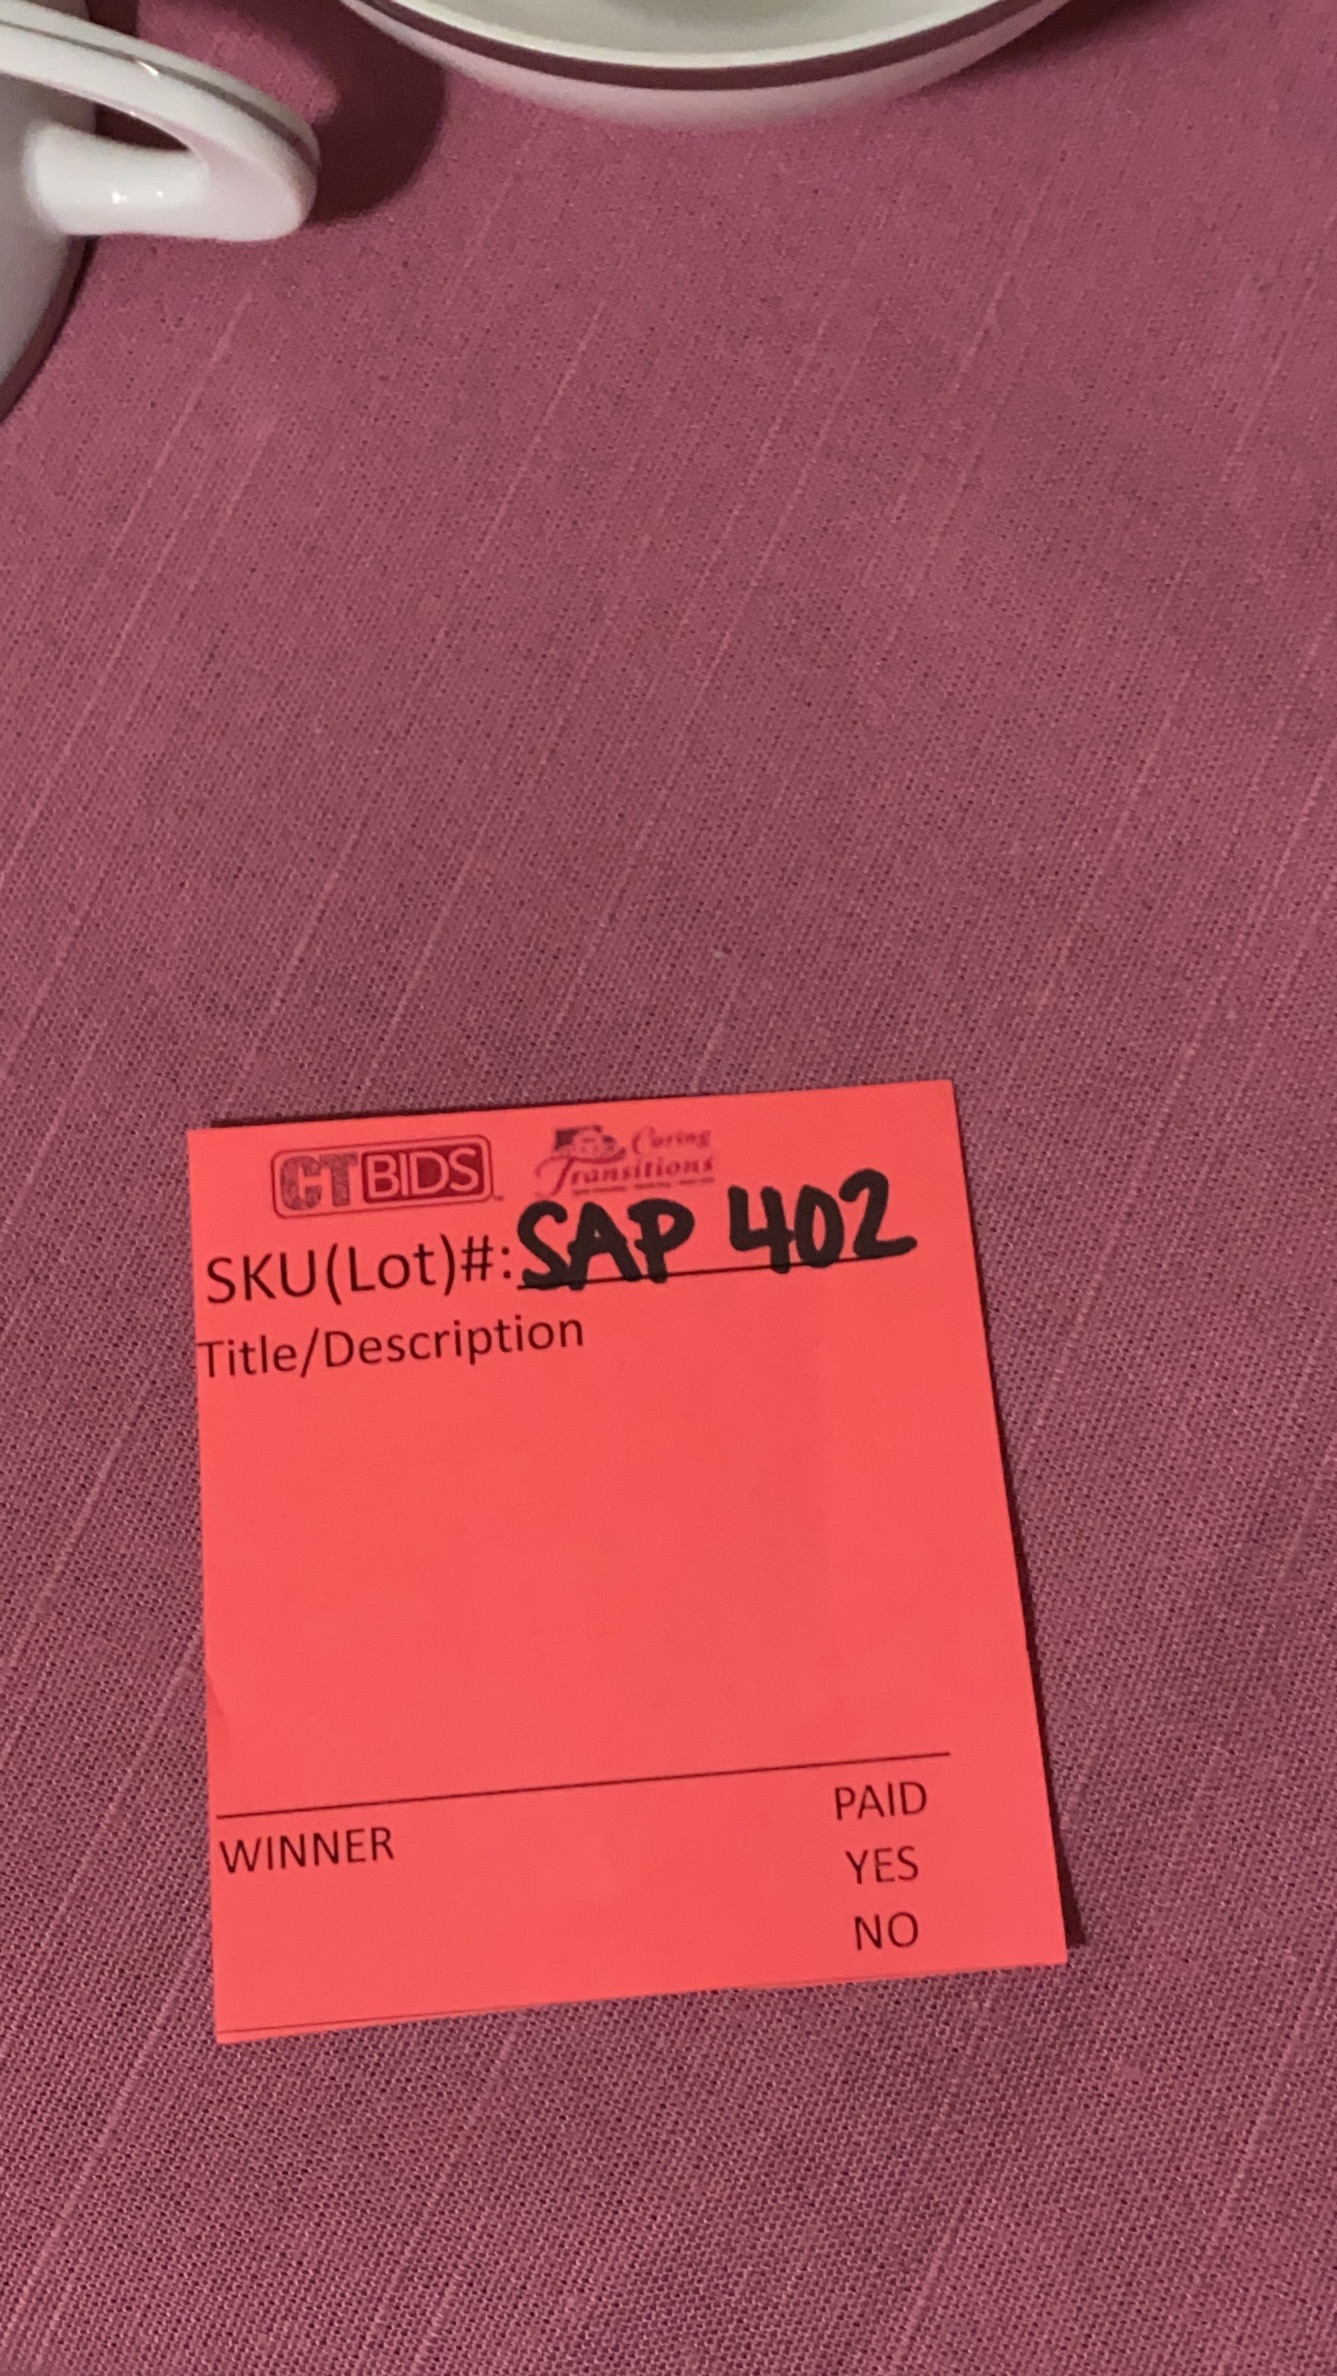 CTBIDS
Caring
Transitions
SKU(Lot)#: SAP 402
Title/Description
WINNER
PAID
YES
NO